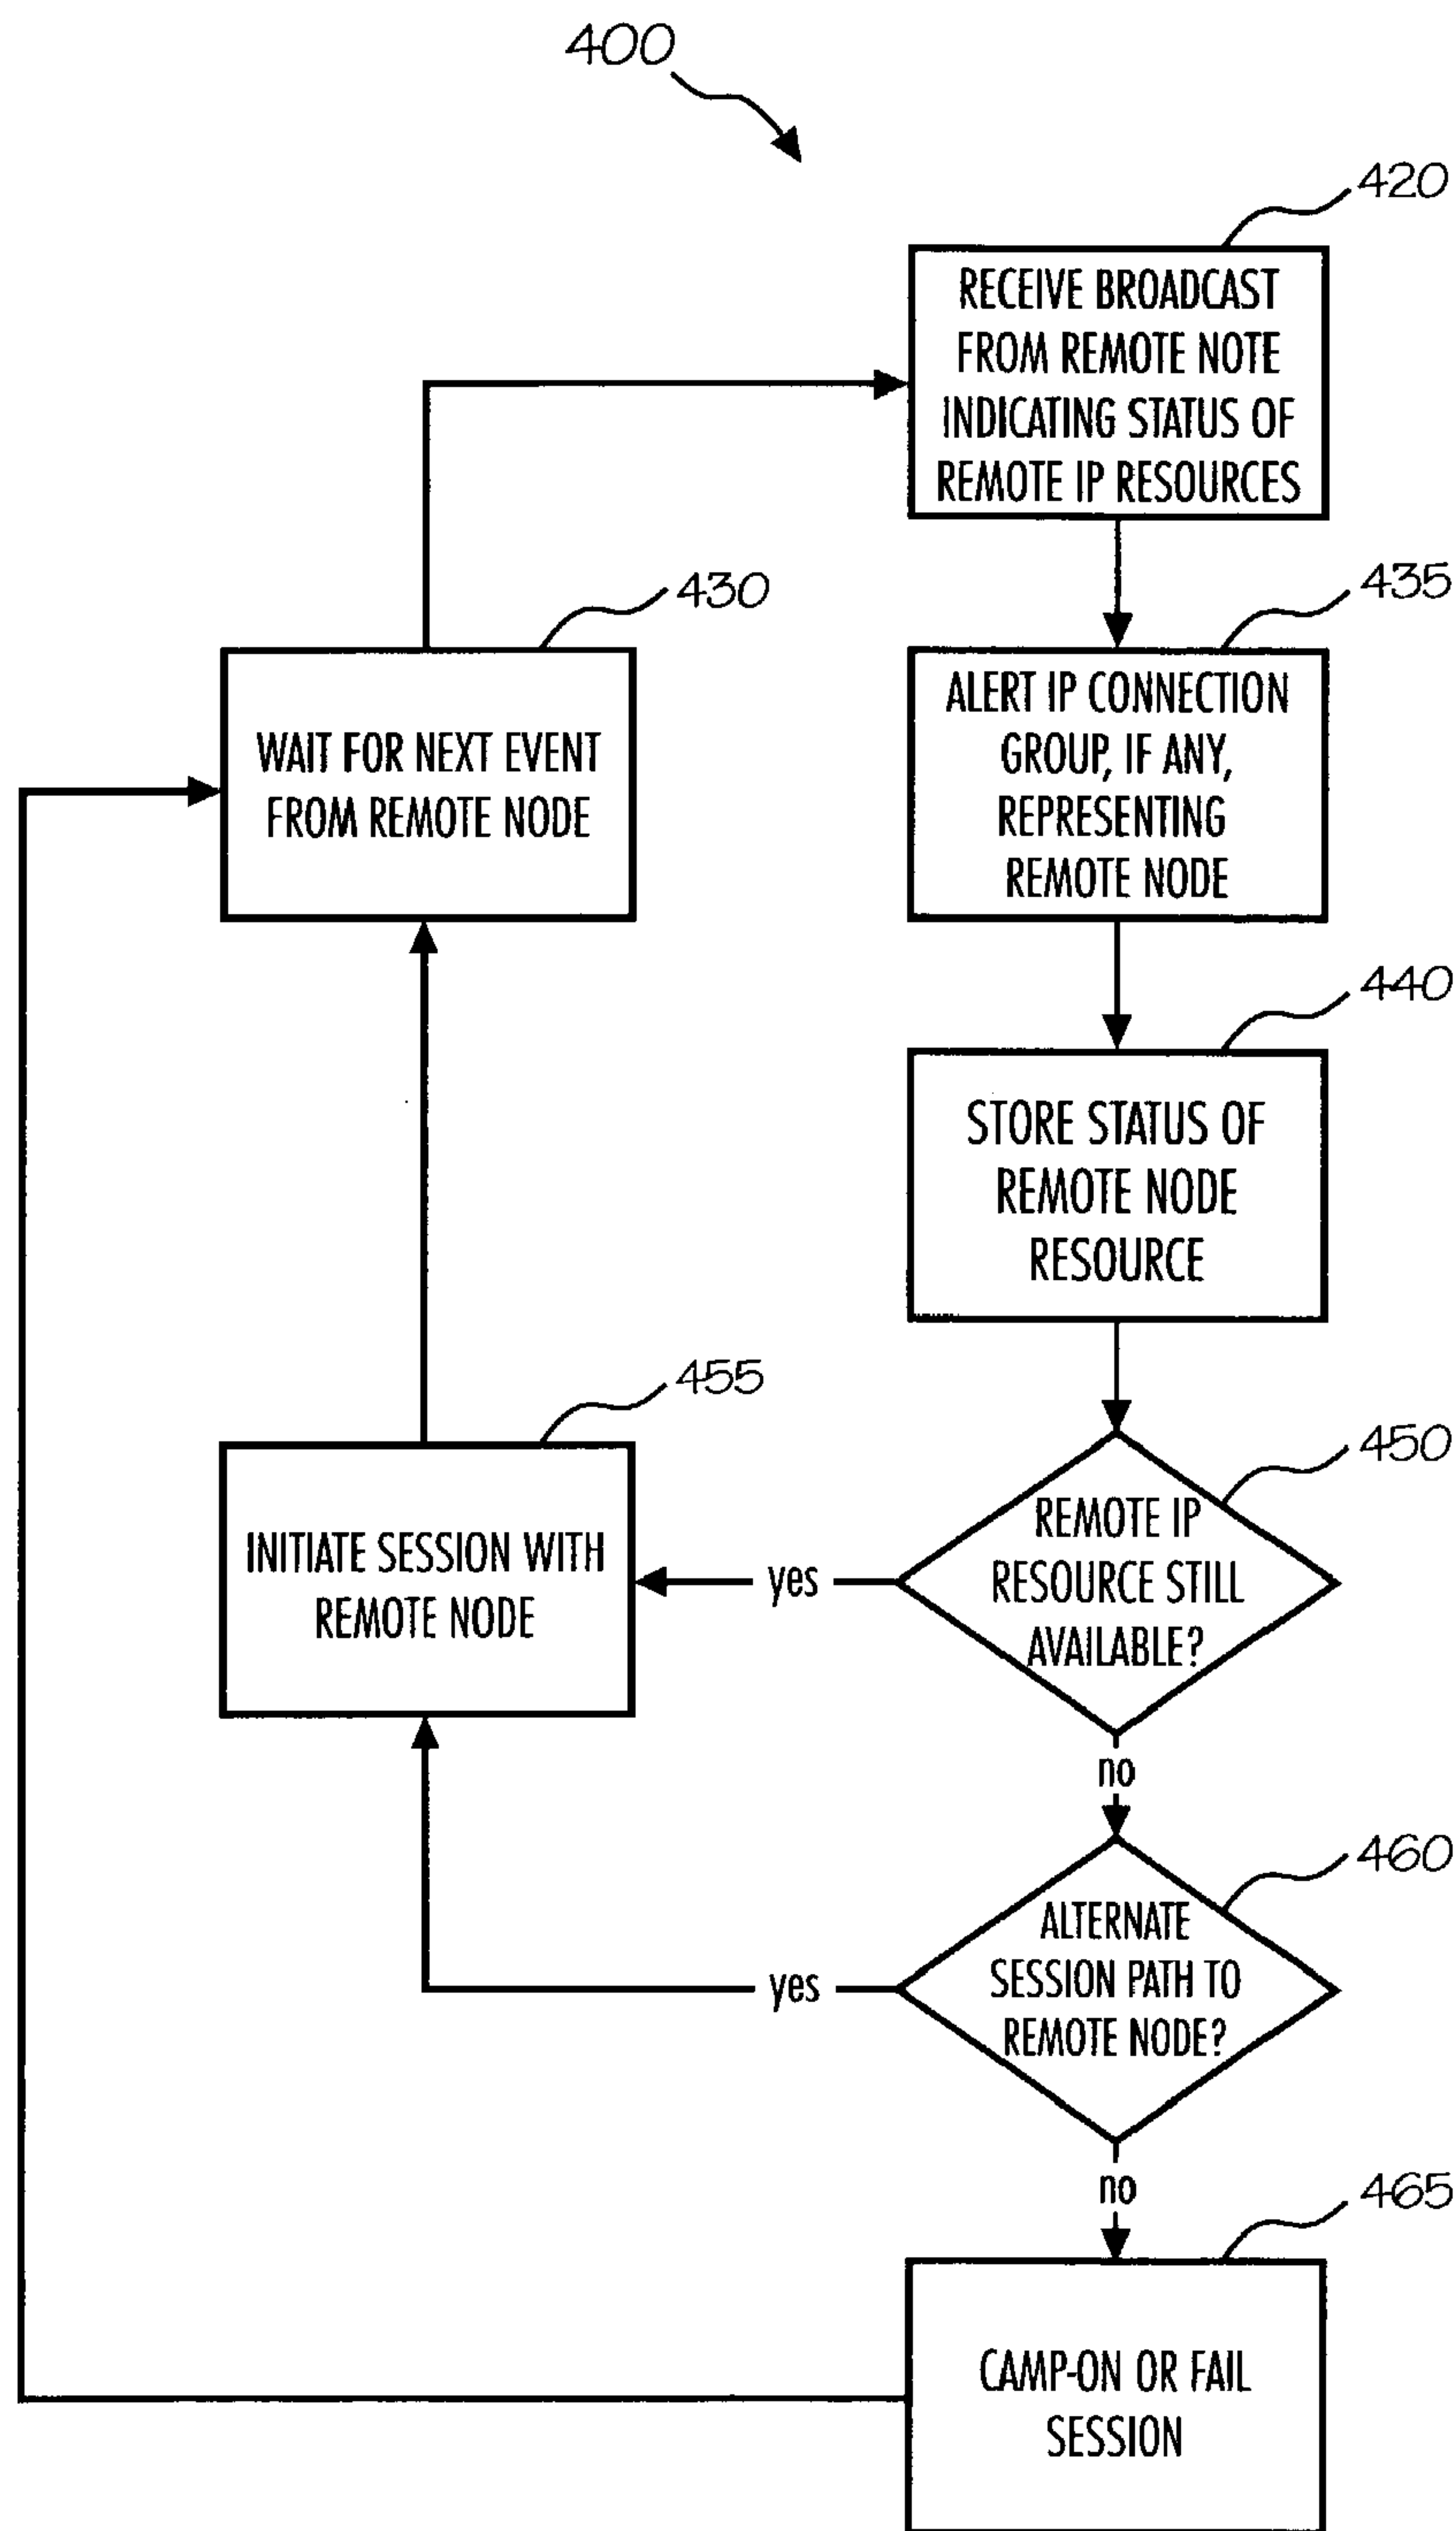 400
420
RECEIVE BROADCAST
FROM REMOTE NOTE
INDICATING STATUS OF
REMOTE IP RESOURCES
430
WAIT FOR NEXT EVENT
FROM REMOTE NODE
435
ALERT IP CONNECTION
GROUP, IF ANY,
REPRESENTING
REMOTE NODE
440
STORE STATUS OF
REMOTE NODE
RESOURCE
455
INITIATE SESSION WITH
REMOTE NODE
450
REMOTE IP
RESOURCE STILL
AVAILABLE?
yes
no
460
ALTERNATE
SESSION PATH TO
REMOTE NODE?
yes
no
465
CAMP-ON OR FAIL
SESSION